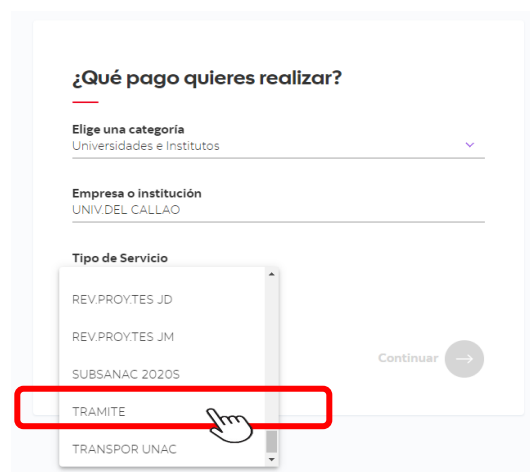 ¿Qué pago quieres realizar?
Elige una categoría
Universidades e Institutos
Empresa o institución
UNIV.DEL CALLAO
Tipo de Servicio
REV.PROY.TES JD
REV.PROY.TES JM
SUBSANAC 2020S
Continuar
TRAMITE
TRANSPOR UNAC